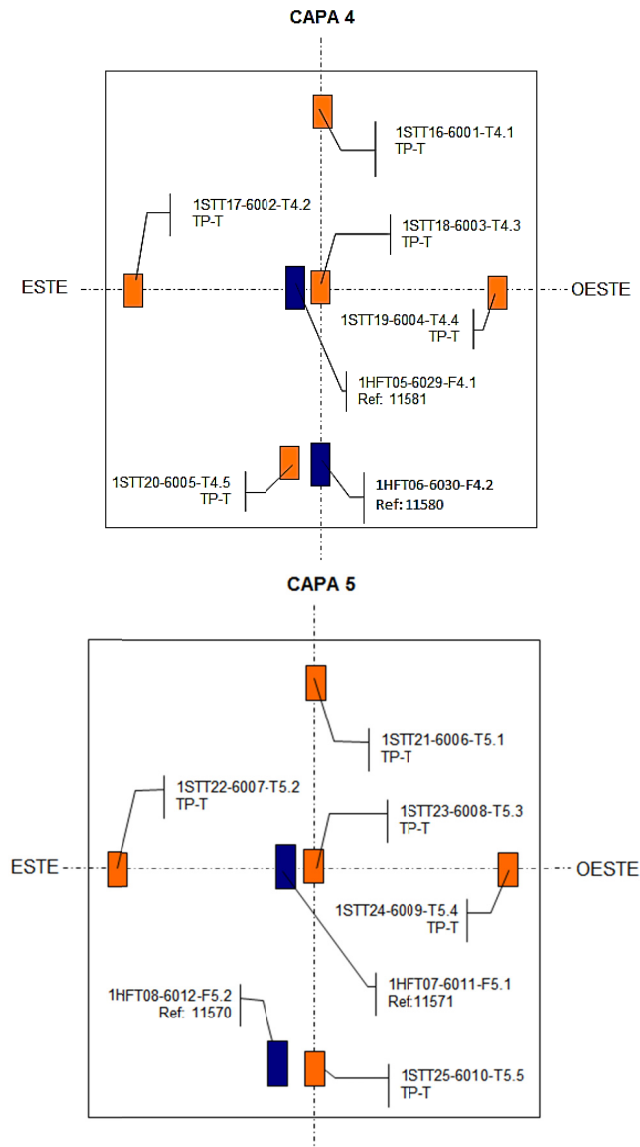 CAPA 4
1STT16-6001-T4.1
TP-T
1STT17-6002-T4.2
TP-T
1STT18-6003-T4.3
TP-T
ESTE
OESTE
1STT19-6004-T4.4
TP-T
1HFT05-6029-F4.1
Ref: 11581
1STT20-6005-T4.5
TP-T
1HFT06-6030-F4.2
Ref: 11580
CAPA 5
1STT21-6006-T5.1
TP-T
1STT22-6007-T5.2
TP-T
1STT23-6008-T5.3
TP-T
ESTE
OESTE
1STT24-6009-T5.4
TP-T
1HFT07-6011-F5.1
Ref:11571
1HFT08-6012-F5.2
Ref: 11570
1STT25-6010-T5.5
TP-T